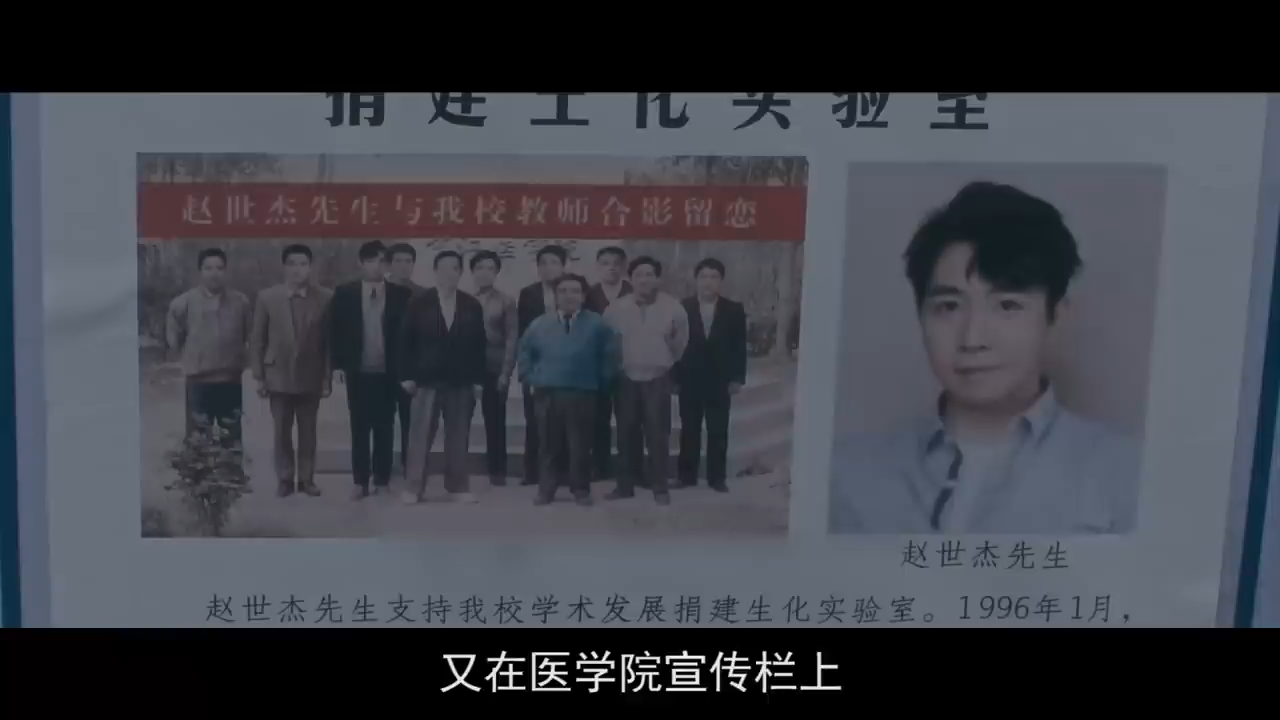 捐建生化实验室
赵世杰先生与我校教师合影留恋
赵世杰先生
赵世杰先生支持我校学术发展捐建生化实验室。1996年1月，
又在医学院宣传栏上